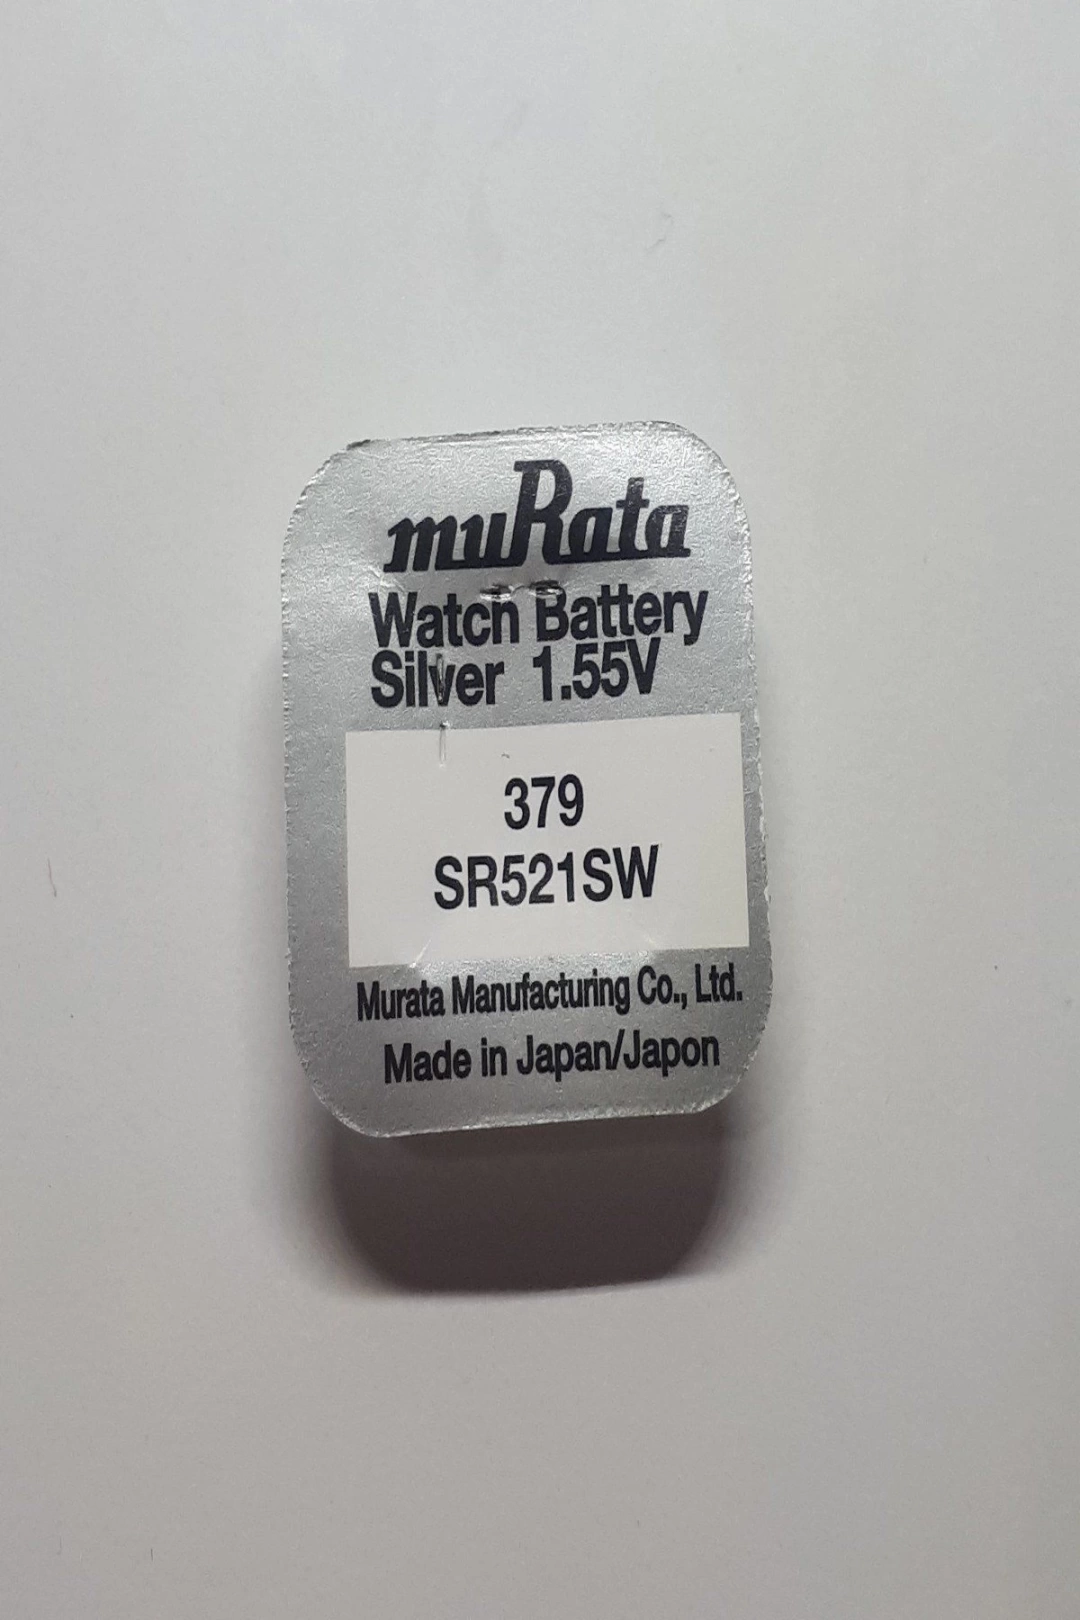 muRata
Watch Battery
Silver 1.55V
379
SR521SW
Murata Manufacturing Co., Ltd.
Made in Japan/Japon